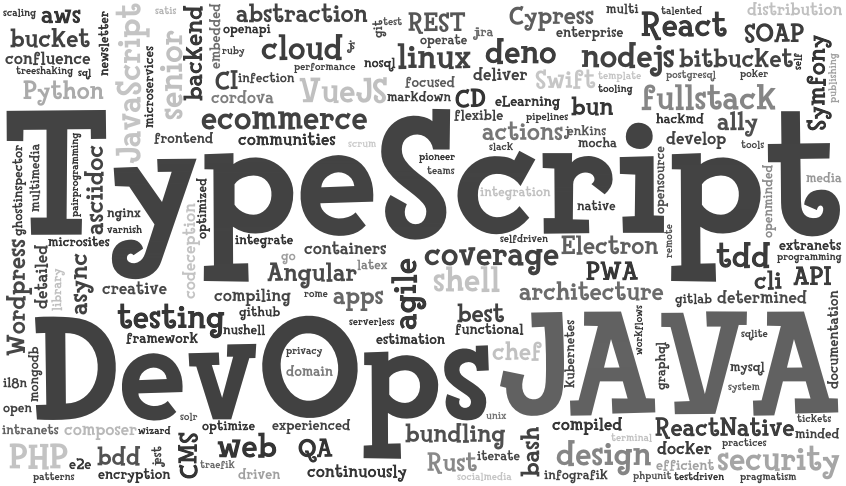 scaling
aws
newsletter
JavaScript
satis
senior
backend
embedded
openapi
ruby
abstraction
git
test
REST
jira
Cypress
multi
talented
distribution
bucket
cloud
js
operate
enterprise
React
SOAP
confluence
treeshaking
sql
microservices
CI
infection
performance
nosql
linux
deno
nodejs
bitbucket
self
Symfony
publishing
Python
cordova
VueJS
focused
markdown
deliver
CD
eLearning
Swift
template
tooling
postgresql
poker
fullstack
ecommerce
flexible
pipelines
bun
hackmd
ally
frontend
communities
scrum
actions
jenkins
slack
mocha
develop
tools
TypeScript
ghostinspector
multimedia
pairprogramming
asciidoc
nginx
varnish
codeception
optimized
pioneer
teams
integration
native
opensource
remote
openminded
media
Wordpress
detailed
library
microsites
async
creative
integrate
go
containers
Angular
latex
selfdriven
coverage
Electron
tdd
extranets
programming
compiling
rome
apps
agile
shell
PWA
architecture
cli
API
gitlab
determined
testing
github
nushell
serverless
best
functional
framework
estimation
DevOps
privacy
domain
chef
JAVA
kubernetes
workflows
graphql
sqlite
mysql
system
documentation
i18n
mongodb
open
intranets
composer
wizard
solr
optimize
experienced
unix
compiled
ReactNative
tickets
minded
PHP
e2e
bdd
jest
CMS
web
QA
bundling
bash
terminal
docker
practices
patterns
encryption
traefik
driven
continuously
Rust
iterate
socialmedia
infografik
design
efficient
security
phpunit
testdriven
pragmatism